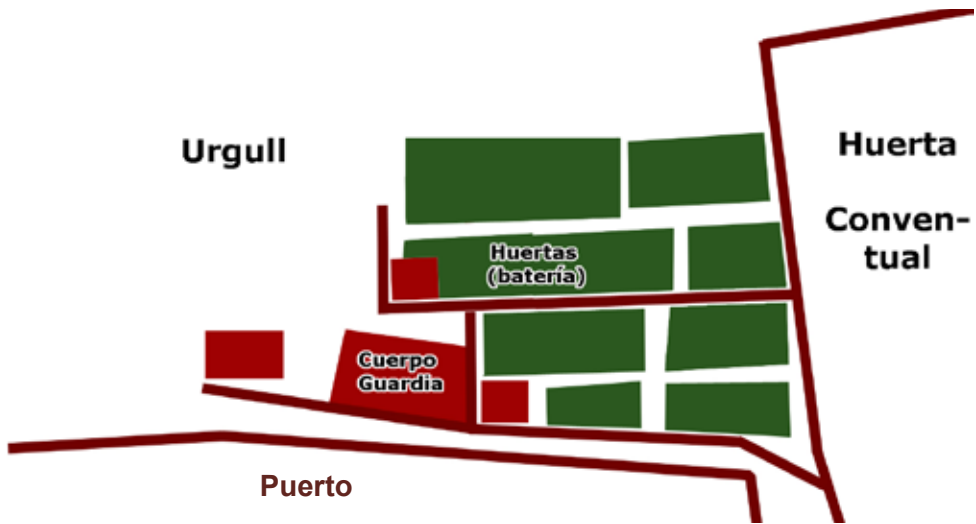 Urgull
Huerta
Conven-
tual
Huertas
(batería)
Cuerpo
Guardia
Puerto